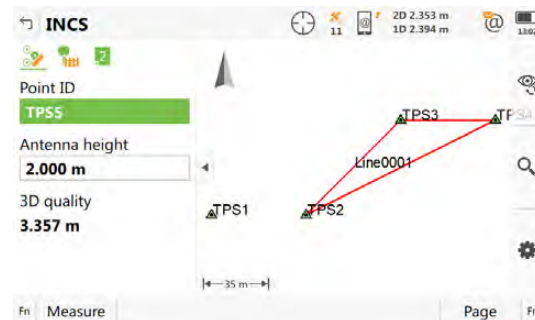 INCS
11
2D 2.353 m
1D 2.394 m
@
@
13:02
2
Point ID
TPS5
Antenna height
2.000 m
3D quality
3.357 m
TPS3
TPS4
Line0001
TPS1
TPS2
35 m
Fn Measure Page Fn